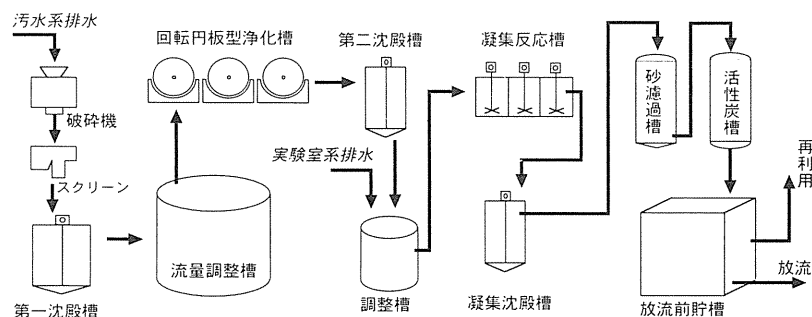 汚水系排水
破砕機
スクリーン
第一沈殿槽
流量調整槽
回転円板型浄化槽
第二沈殿槽
実験室系排水
調整槽
凝集反応槽
凝集沈殿槽
砂濾過槽
活性炭槽
再利用
放流
放流前貯槽